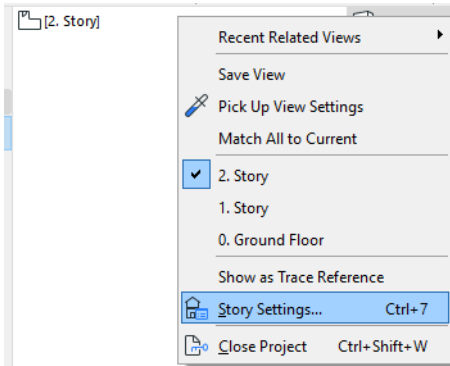 [2. Story]
Recent Related Views
Save View
Pick Up View Settings
Match All to Current
2. Story
1. Story
0. Ground Floor
Show as Trace Reference
Story Settings... Ctrl+7
Close Project Ctrl+Shift+W